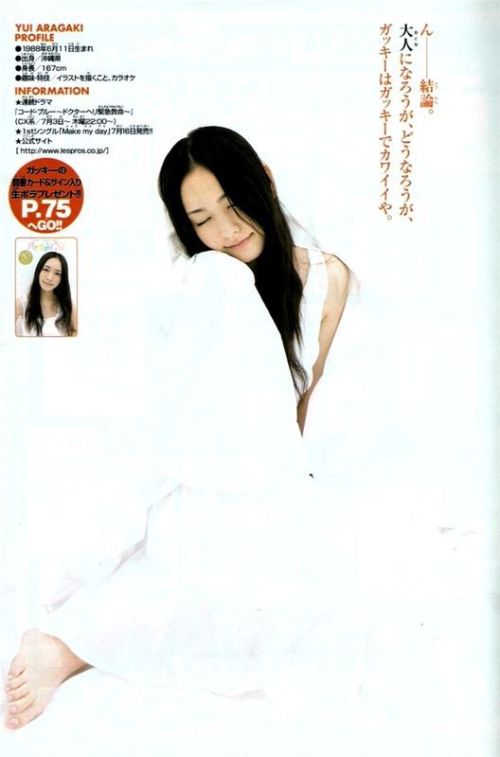 YUI ARAGAKI
PROFILE
●1988年6月11日生まれ
●出身／沖縄県
●身長／167cm
●趣味・特技／イラストを描くこと、カラオケ
INFORMATION
★連続ドラマ
「コード・ブルー〜ドクターヘリ緊急救命〜」
(CX系／7月3日〜 木曜22:00〜)
★1stシングル「Make my day」7月16日発売!!
★公式サイト
[ http://www.lespros.co.jp/]
ガッキーの
図書カード&サイン入り
生ポラプレゼント!!
P.75
へGO!!
ん――結論。
大人になろうが、どうなろうが、
ガッキーはガッキーでカワイイや。